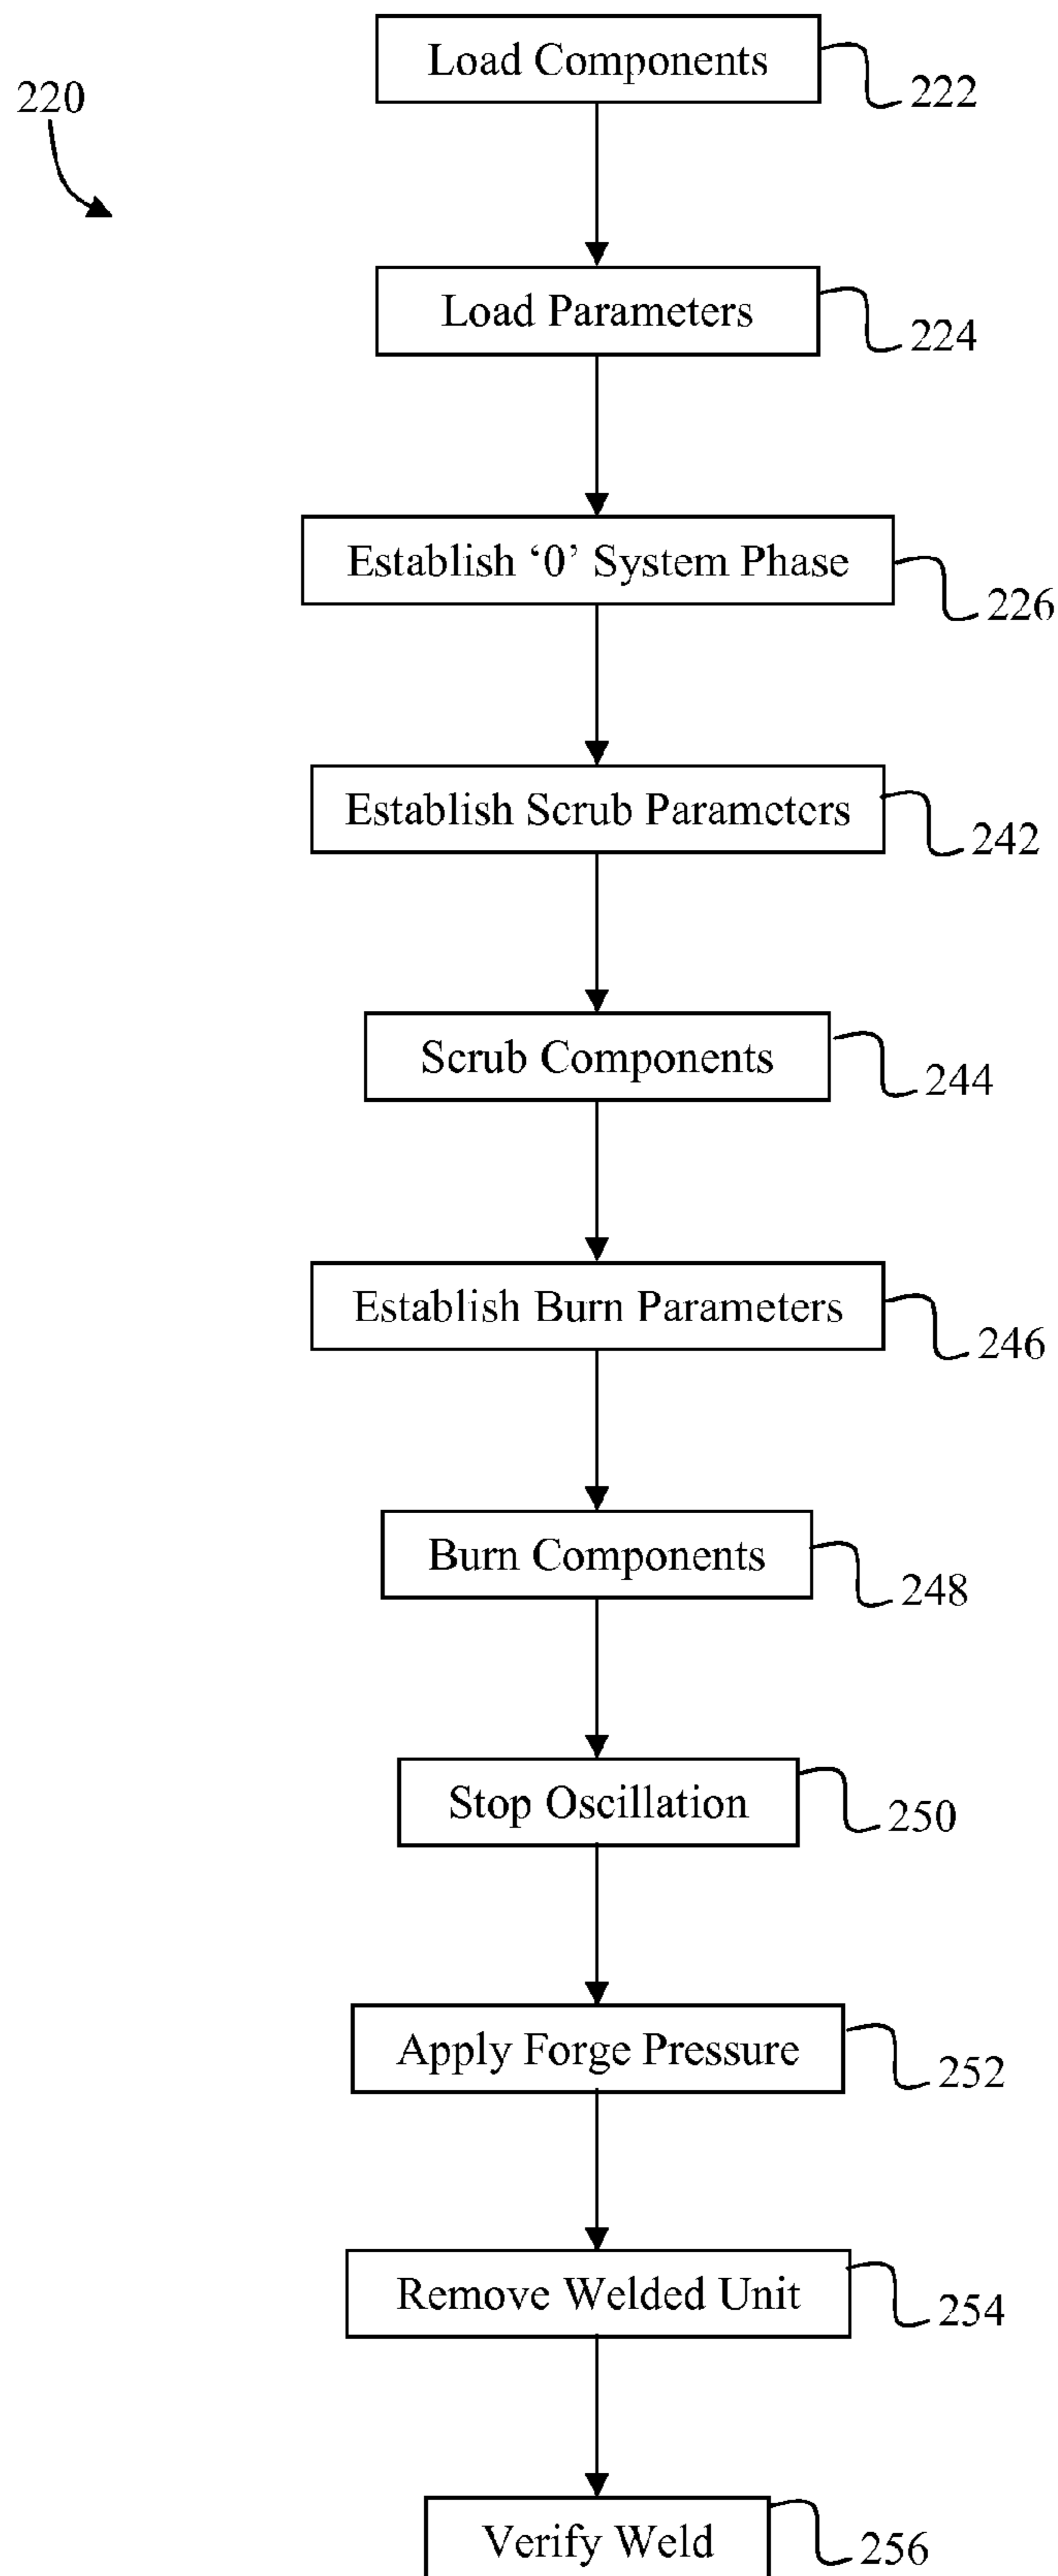 Load Components
222
220
Load Parameters
224
Establish ‘0’ System Phase
226
Establish Scrub Parameters
242
Scrub Components
244
Establish Burn Parameters
246
Burn Components
248
Stop Oscillation
250
Apply Forge Pressure
252
Remove Welded Unit
254
Verify Weld
256